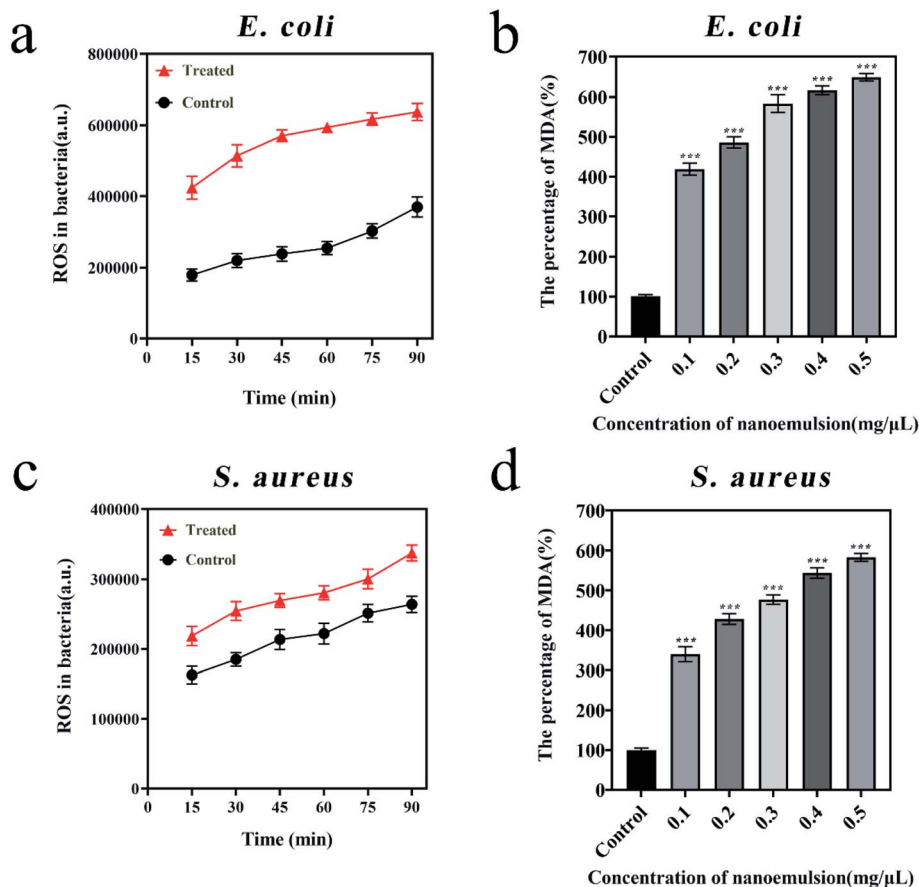 a
E. coli
800000
600000
400000
200000
0
ROS in bacteria(a.u.)
Treated
Control
0 15 30 45 60 75 90
Time (min)
b
E. coli
700
600
500
400
300
200
100
0
The percentage of MDA(%)
*** *** *** *** ***
Control 0.1 0.2 0.3 0.4 0.5
Concentration of nanoemulsion(mg/μL)
c
S. aureus
400000
300000
200000
100000
0
ROS in bacteria(a.u.)
Treated
Control
0 15 30 45 60 75 90
Time (min)
d
S. aureus
700
600
500
400
300
200
100
0
The percentage of MDA(%)
*** *** *** *** ***
Control 0.1 0.2 0.3 0.4 0.5
Concentration of nanoemulsion(mg/μL)